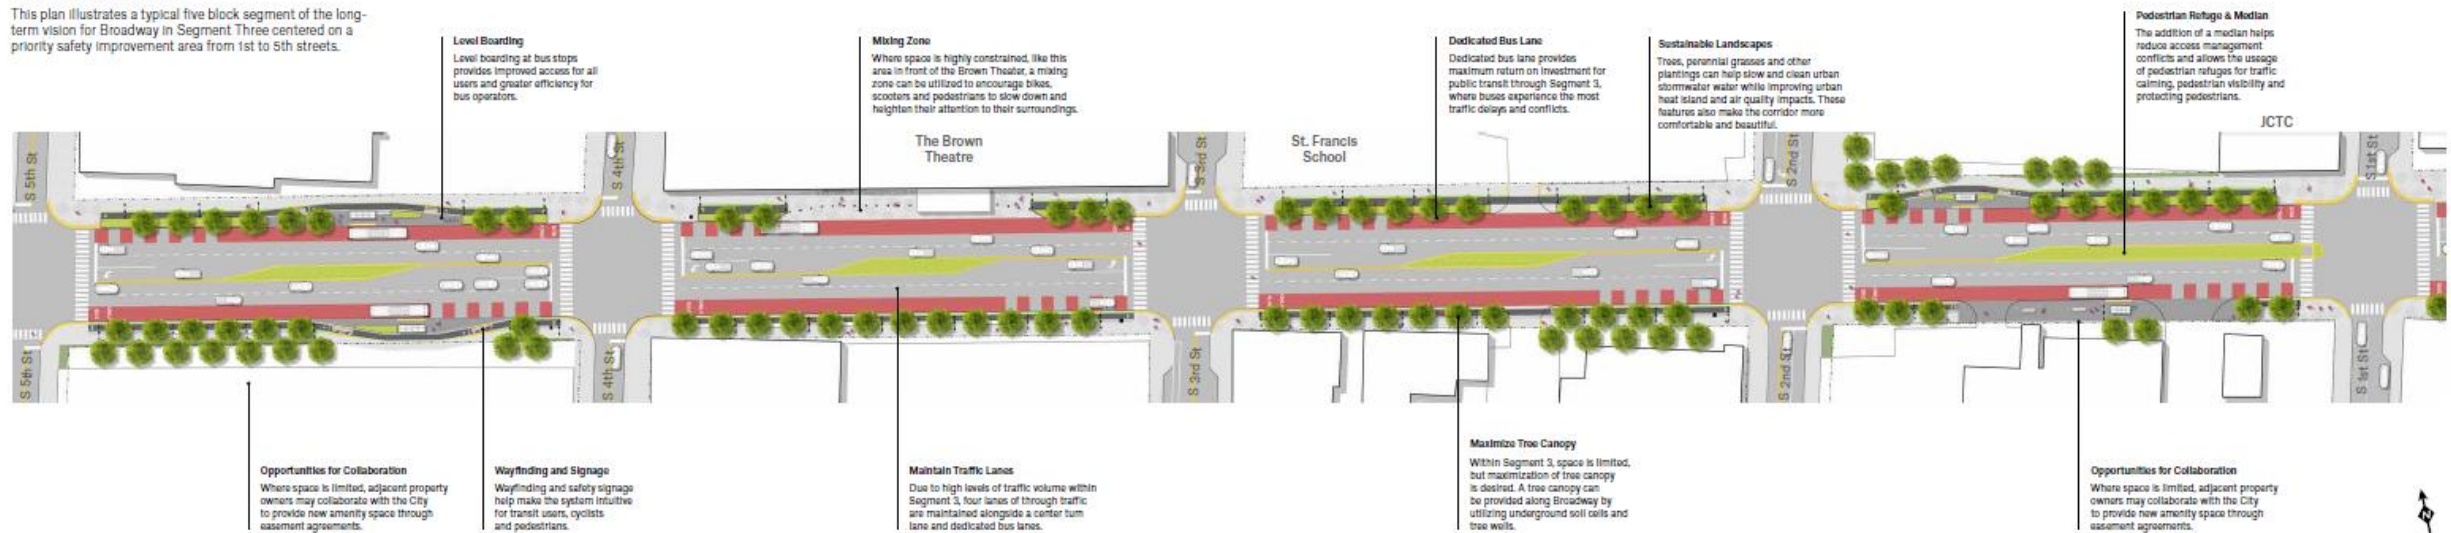 This plan illustrates a typical five block segment of the long-
term vision for Broadway in Segment Three centered on a
priority safety improvement area from 1st to 5th streets.
Level Boarding
Level boarding at bus stops
provides improved access for all
users and greater efficiency for
bus operators.
Mixing Zone
Where space is highly constrained, like this
area in front of the Brown Theater, a mixing
zone can be utilized to encourage bikes,
scooters and pedestrians to slow down and
heighten their attention to their surroundings.
Dedicated Bus Lane
Dedicated bus lane provides
maximum return on investment for
public transit through Segment 3,
where buses experience the most
traffic delays and conflicts.
Sustainable Landscapes
Trees, perennial grasses and other
plantings can help slow and clean urban
stormwater water while improving urban
heat island and air quality impacts. These
features also make the corridor more
comfortable and beautiful.
Pedestrian Refuge & Median
The addition of a median helps
reduce access management
conflicts and allows the useage
of pedestrian refuges for traffic
calming, pedestrian visibility and
protecting pedestrians.
The Brown
Theatre
St. Francis
School
JCTC
S 5th St
S 4th St
S 3rd St
S 2nd St
S 1st St
S 5th St
S 4th St
S 3rd St
S 2nd St
S 1st St
Opportunities for Collaboration
Where space is limited, adjacent property
owners may collaborate with the City
to provide new amenity space through
easement agreements.
Wayfinding and Signage
Wayfinding and safety signage
help make the system intuitive
for transit users, cyclists
and pedestrians.
Maintain Traffic Lanes
Due to high levels of traffic volume within
Segment 3, four lanes of through traffic
are maintained alongside a center turn
lane and dedicated bus lanes.
Maximize Tree Canopy
Within Segment 3, space is limited,
but maximization of tree canopy
is desired. A tree canopy can
be provided along Broadway by
utilizing underground soil cells and
tree wells.
Opportunities for Collaboration
Where space is limited, adjacent property
owners may collaborate with the City
to provide new amenity space through
easement agreements.
N